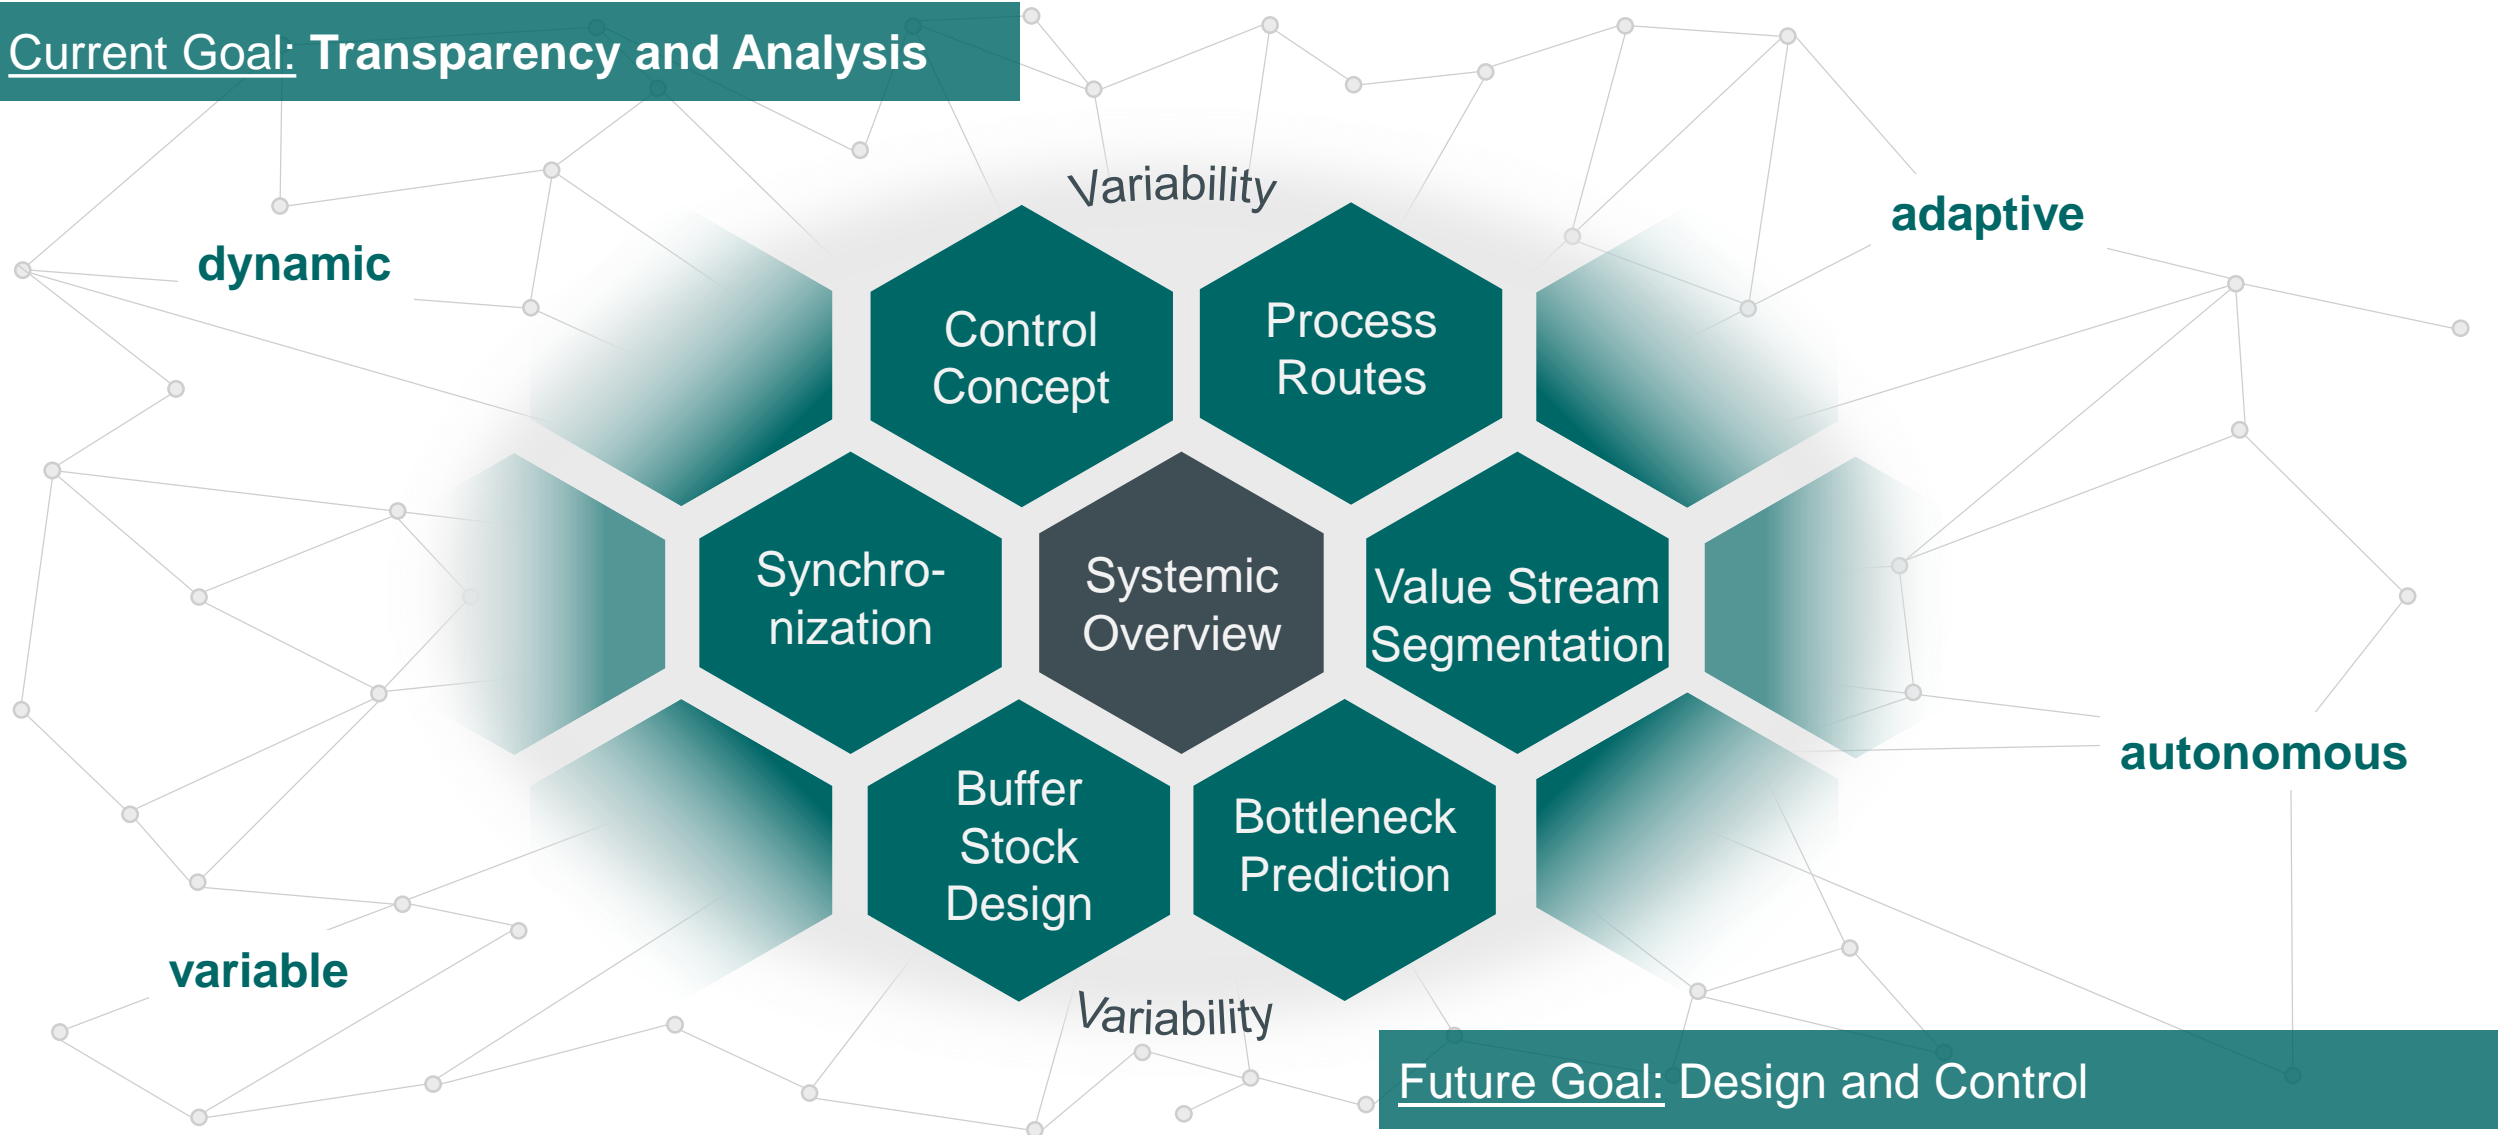 Current Goal: Transparency and Analysis
Variability
adaptive
dynamic
Control
Concept
Process
Routes
Synchro-
nization
Systemic
Overview
Value Stream
Segmentation
autonomous
Buffer
Stock
Design
Bottleneck
Prediction
variable
Variability
Future Goal: Design and Control